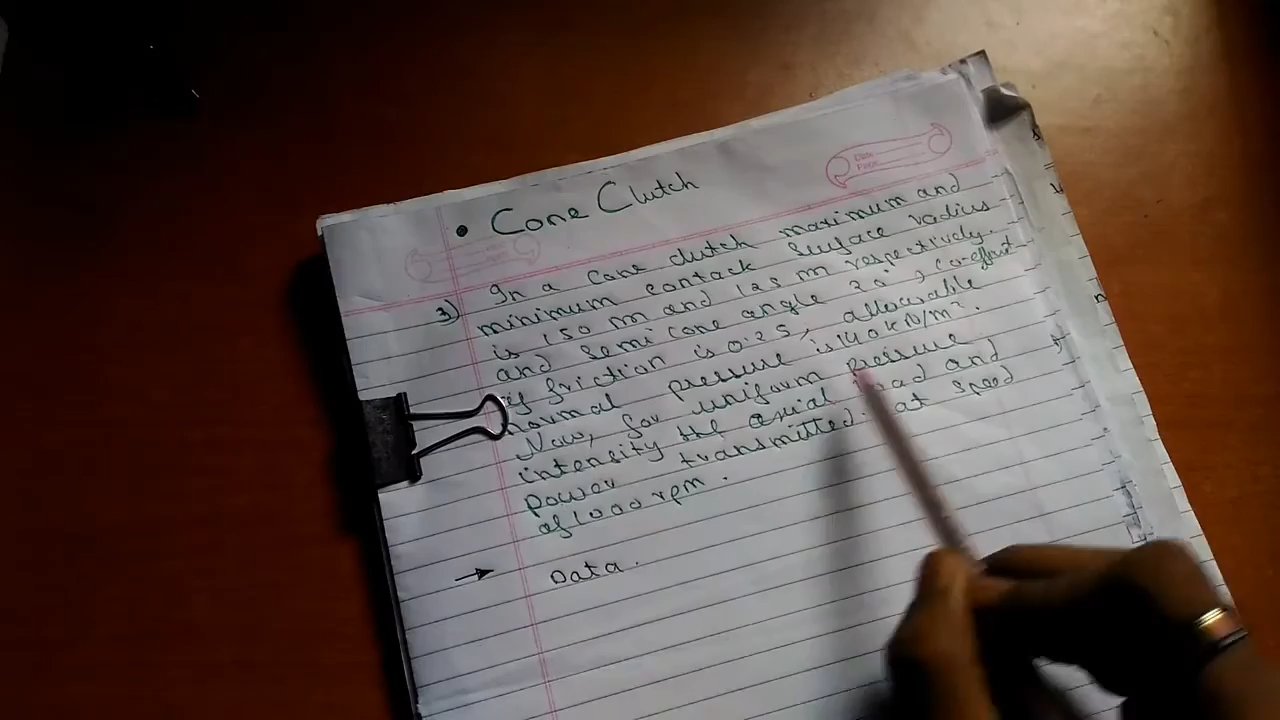 • Cone Clutch
3) In a cone clutch maximum and
minimum contack surface radius
is 150 m and 125 m respectively.
and semi cone angle 20°, co-effient
of friction is 0.25, allowable
normal pressure is 140 kN/m².
Now, for uniform pressure
intensity the axial load and
power transmitted. at speed
of 1000 rpm.
→ Data.